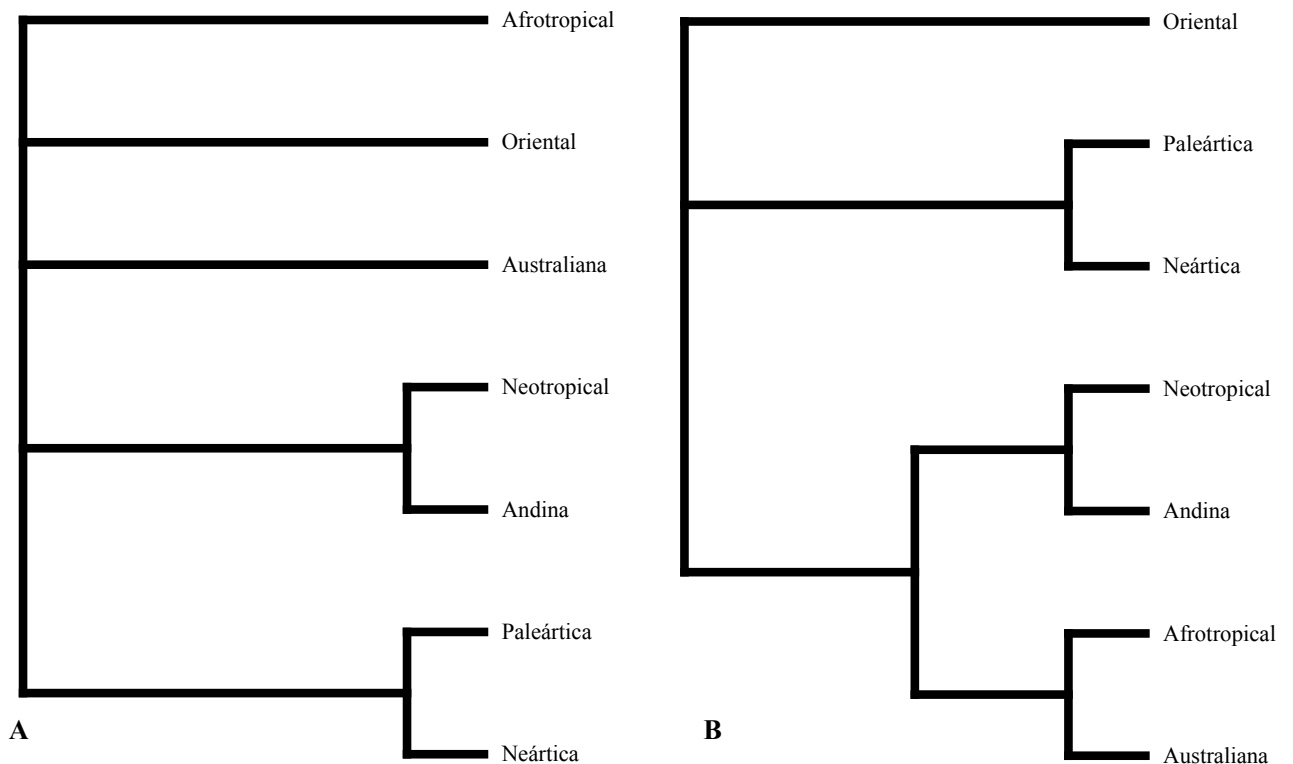 Afrotropical
Oriental
Australiana
Neotropical
Andina
Paleártica
Neártica
A
Oriental
Paleártica
Neártica
Neotropical
Andina
Afrotropical
Australiana
B